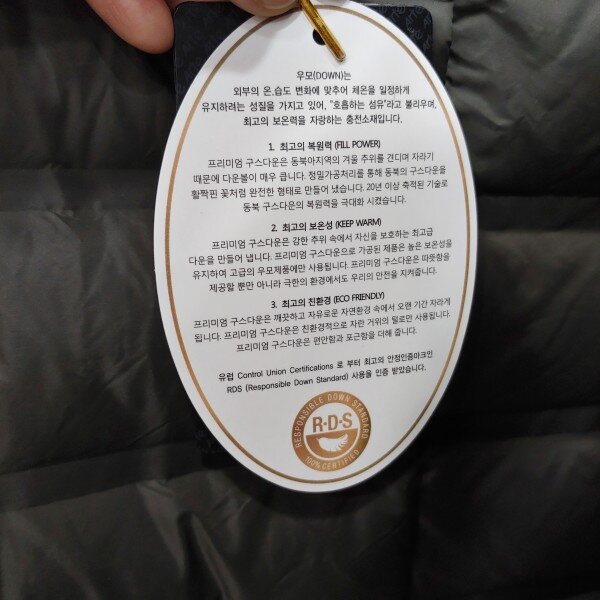 우모(DOWN)는
외부의 온.습도 변화에 맞추어 체온을 일정하게
유지하려는 성질을 가지고 있어, "호흡하는 섬유"라고 불리우며,
최고의 보온력을 자랑하는 충전소재입니다.
1. 최고의 복원력 (FILL POWER)
프리미엄 구스다운은 동북아지역의 겨울 추위를 견디며 자라기
때문에 다운볼이 매우 큽니다. 정밀가공처리를 통해 동북의 구스다운을
활짝핀 꽃처럼 완전한 형태로 만들어 냈습니다. 20년 이상 축적된 기술로
동북 구스다운의 복원력을 극대화 시켰습니다.
2. 최고의 보온성 (KEEP WARM)
프리미엄 구스다운은 강한 추위 속에서 자신을 보호하는 최고급
다운을 만들어 냅니다. 프리미엄 구스다운으로 가공된 제품은 높은 보온성을
유지하여 고급의 우모제품에만 사용됩니다. 프리미엄 구스다운은 따뜻함을
제공할 뿐만 아니라 극한의 환경에서도 우리의 안전을 지켜줍니다.
3. 최고의 친환경 (ECO FRIENDLY)
프리미엄 구스다운은 깨끗하고 자유로운 자연환경 속에서 오랜 기간 자라게
됩니다. 프리미엄 구스다운은 친환경적으로 자란 거위의 털로만 사용됩니다.
프리미엄 구스다운은 편안함과 포근함을 더해 줍니다.
유럽 Control Union Certifications 로 부터 최고의 안정인증마크인
RDS (Responsible Down Standard) 사용을 인증 받았습니다.
RESPONSIBLE DOWN STANDARD
R·D·S
100% CERTIFIED